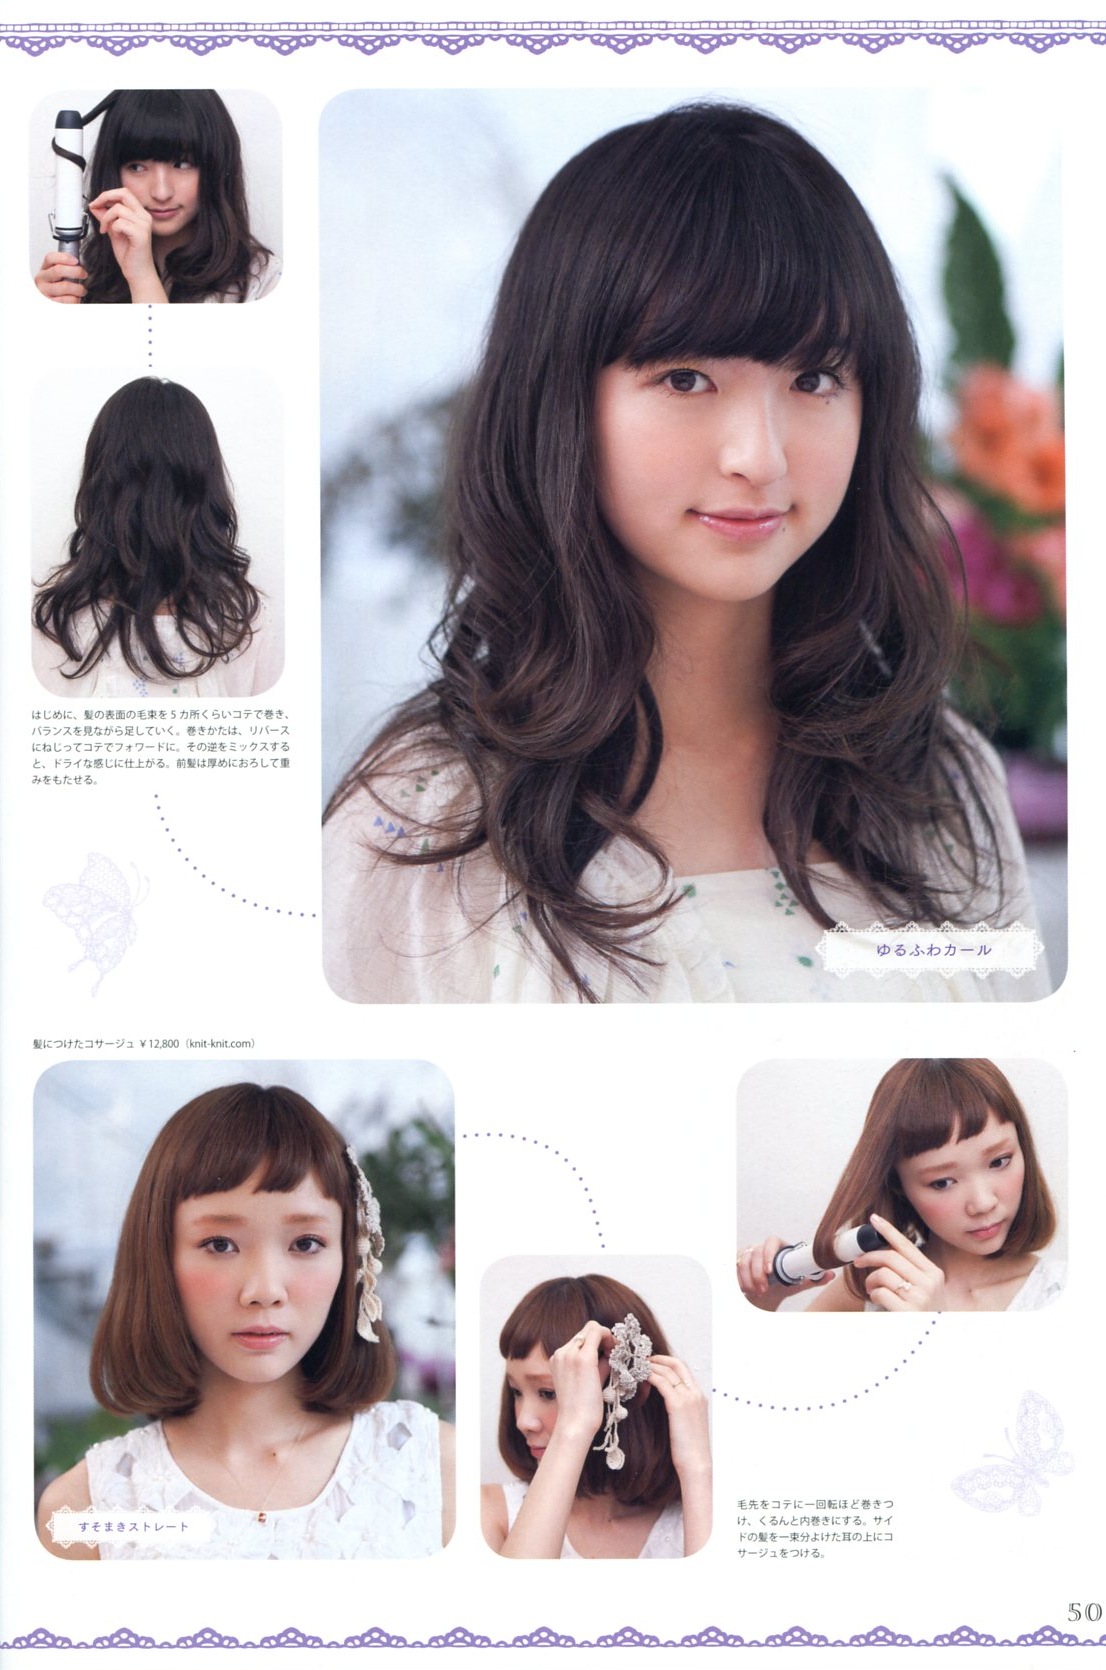 はじめに、髪の表面の毛束を 5 カ所くらいコテで巻き、
バランスを見ながら足していく。巻きかたは、リバース
にねじってコテでフォワードに。その逆をミックスする
と、ドライな感じに仕上がる。前髪は厚めにおろして重
みをもたせる。
ゆるふわカール
髪につけたコサージュ ¥12,800（knit-knit.com）
すそまきストレート
毛先をコテに一回転ほど巻きつ
け、くるんと内巻きにする。サイ
ドの髪を一束分よけた耳の上にコ
サージュをつける。
50